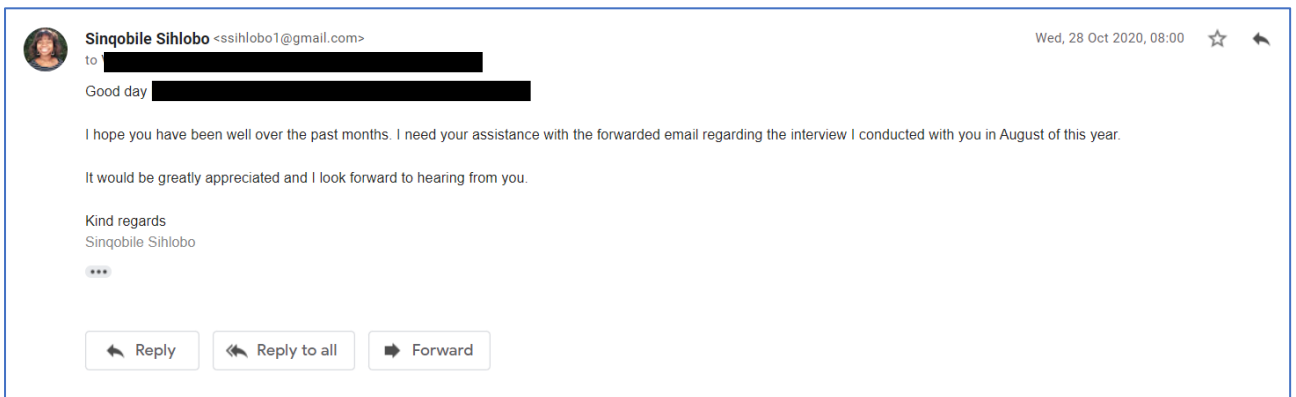 Sinqobile Sihlobo <ssihlobo1@gmail.com> Wed, 28 Oct 2020, 08:00
to
Good day
I hope you have been well over the past months. I need your assistance with the forwarded email regarding the interview I conducted with you in August of this year.
It would be greatly appreciated and I look forward to hearing from you.
Kind regards
Sinqobile Sihlobo
Reply Reply to all Forward